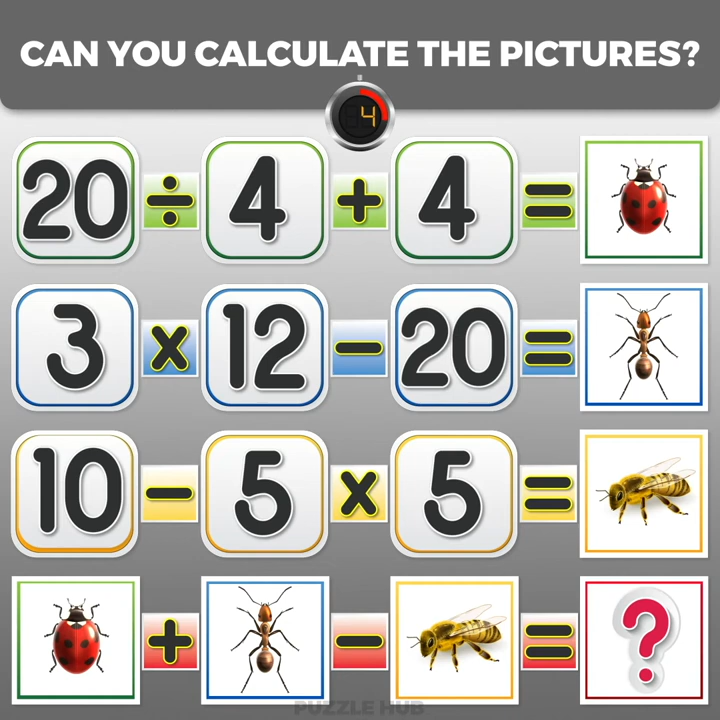 CAN YOU CALCULATE THE PICTURES?
4
20 ÷ 4 + 4 =
3 x 12 − 20 =
10 − 5 x 5 =
+ − = ?
PUZZLE HUB